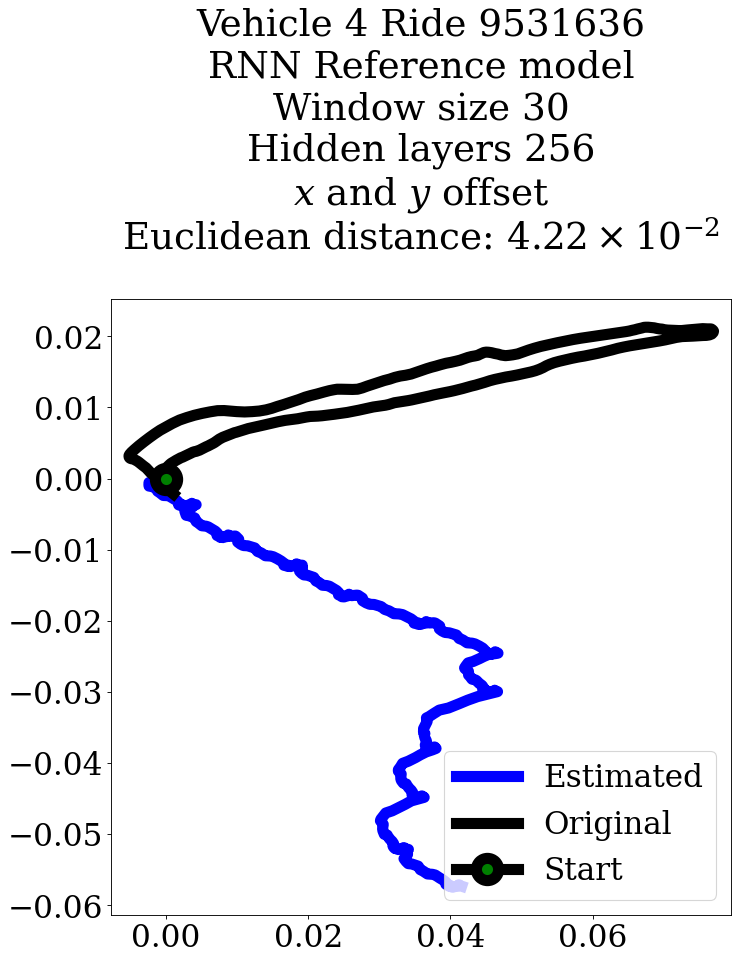 Vehicle 4 Ride 9531636
RNN Reference model
Window size 30
Hidden layers 256
x and y offset
Euclidean distance: 4.22 × 10⁻²
0.02
0.01
0.00
−0.01
−0.02
−0.03
−0.04
−0.05
−0.06
Estimated
Original
Start
0.00 0.02 0.04 0.06